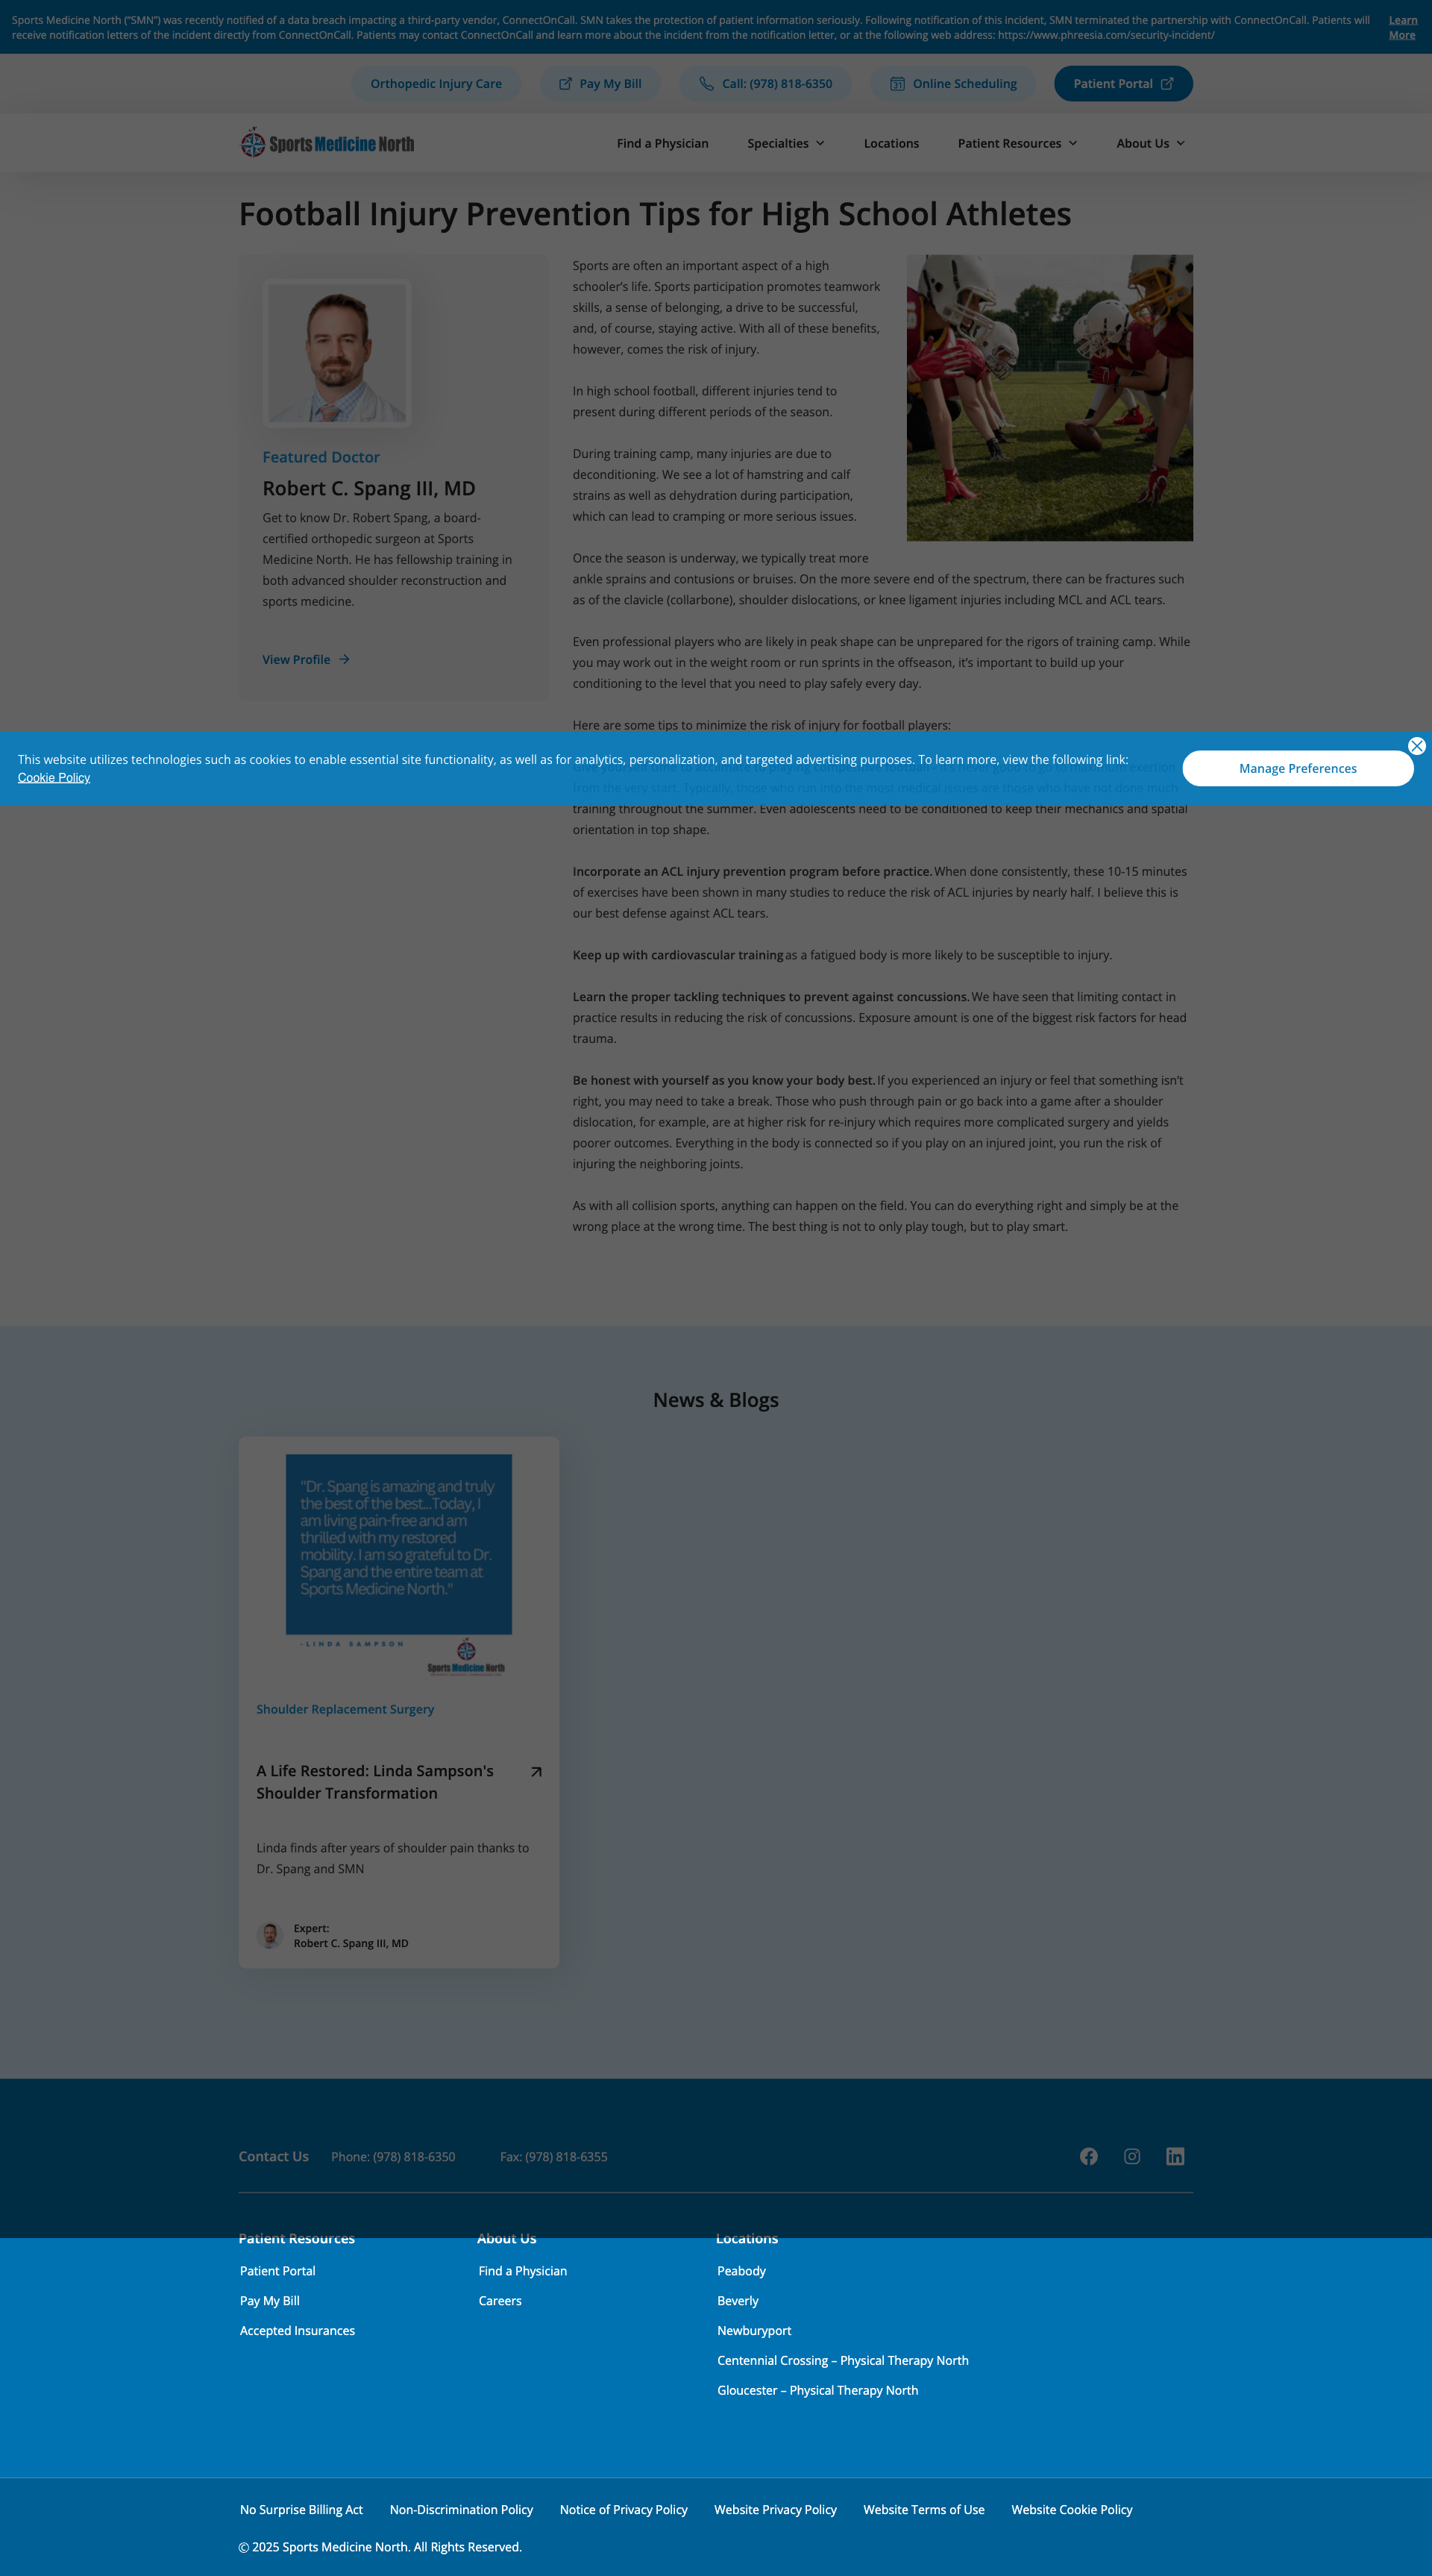 Sports Medicine North (“SMN”) was recently notified of a data breach impacting a third-party vendor, ConnectOnCall. SMN takes the protection of patient information seriously. Following notification of this incident, SMN terminated the partnership with ConnectOnCall. Patients will
receive notification letters of the incident directly from ConnectOnCall. Patients may contact ConnectOnCall and learn more about the incident from the notification letter, or at the following web address: https://www.phreesia.com/security-incident/
Learn
More
Orthopedic Injury Care
Pay My Bill
Call: (978) 818-6350
31
Online Scheduling
Patient Portal
Sports Medicine North
Find a Physician
Specialties
Locations
Patient Resources
About Us
Football Injury Prevention Tips for High School Athletes
Featured Doctor
Robert C. Spang III, MD
Get to know Dr. Robert Spang, a board-
certified orthopedic surgeon at Sports
Medicine North. He has fellowship training in
both advanced shoulder reconstruction and
sports medicine.
View Profile
Sports are often an important aspect of a high
schooler’s life. Sports participation promotes teamwork
skills, a sense of belonging, a drive to be successful,
and, of course, staying active. With all of these benefits,
however, comes the risk of injury.
In high school football, different injuries tend to
present during different periods of the season.
During training camp, many injuries are due to
deconditioning. We see a lot of hamstring and calf
strains as well as dehydration during participation,
which can lead to cramping or more serious issues.
Once the season is underway, we typically treat more
ankle sprains and contusions or bruises. On the more severe end of the spectrum, there can be fractures such
as of the clavicle (collarbone), shoulder dislocations, or knee ligament injuries including MCL and ACL tears.
Even professional players who are likely in peak shape can be unprepared for the rigors of training camp. While
you may work out in the weight room or run sprints in the offseason, it’s important to build up your
conditioning to the level that you need to play safely every day.
Here are some tips to minimize the risk of injury for football players:
This website utilizes technologies such as cookies to enable essential site functionality, as well as for analytics, personalization, and targeted advertising purposes. To learn more, view the following link:
Cookie Policy
Manage Preferences
from the very start. Typically, those who run into the most medical issues are those who have not done much
training throughout the summer. Even adolescents need to be conditioned to keep their mechanics and spatial
orientation in top shape.
Incorporate an ACL injury prevention program before practice. When done consistently, these 10-15 minutes
of exercises have been shown in many studies to reduce the risk of ACL injuries by nearly half. I believe this is
our best defense against ACL tears.
Keep up with cardiovascular training as a fatigued body is more likely to be susceptible to injury.
Learn the proper tackling techniques to prevent against concussions. We have seen that limiting contact in
practice results in reducing the risk of concussions. Exposure amount is one of the biggest risk factors for head
trauma.
Be honest with yourself as you know your body best. If you experienced an injury or feel that something isn’t
right, you may need to take a break. Those who push through pain or go back into a game after a shoulder
dislocation, for example, are at higher risk for re-injury which requires more complicated surgery and yields
poorer outcomes. Everything in the body is connected so if you play on an injured joint, you run the risk of
injuring the neighboring joints.
As with all collision sports, anything can happen on the field. You can do everything right and simply be at the
wrong place at the wrong time. The best thing is not to only play tough, but to play smart.
News & Blogs
"Dr. Spang is amazing and truly
the best of the best...Today, I
am living pain-free and am
thrilled with my restored
mobility. I am so grateful to Dr.
Spang and the entire team at
Sports Medicine North."
-LINDA SAMPSON
Sports Medicine North
Shoulder Replacement Surgery
A Life Restored: Linda Sampson's
Shoulder Transformation
Linda finds after years of shoulder pain thanks to
Dr. Spang and SMN
Expert:
Robert C. Spang III, MD
Contact Us
Phone: (978) 818-6350
Fax: (978) 818-6355
Patient Resources
Patient Portal
Pay My Bill
Accepted Insurances
About Us
Find a Physician
Careers
Locations
Peabody
Beverly
Newburyport
Centennial Crossing – Physical Therapy North
Gloucester – Physical Therapy North
No Surprise Billing Act
Non-Discrimination Policy
Notice of Privacy Policy
Website Privacy Policy
Website Terms of Use
Website Cookie Policy
© 2025 Sports Medicine North. All Rights Reserved.